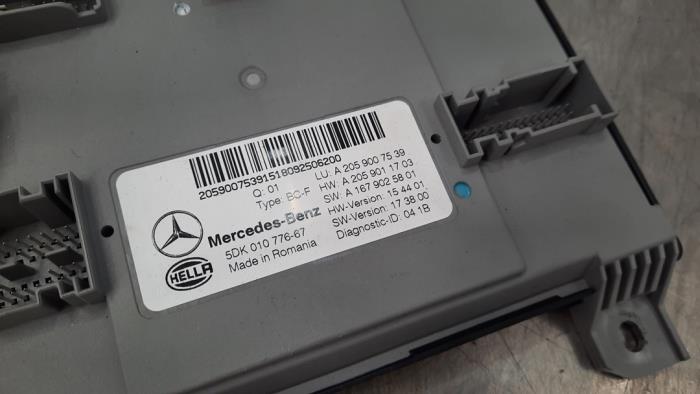 20590075391518092506200
Q: 01
LU: A 205 900 75 39
Type: BC-F
HW: A 205 901 17 03
SW: A 167 902 58 01
Mercedes-Benz
HW-Version: 15 44 01
5DK 010 776-67
SW-Version: 17 38 00
Made in Romania
Diagnostic-ID: 04 1B
HELLA